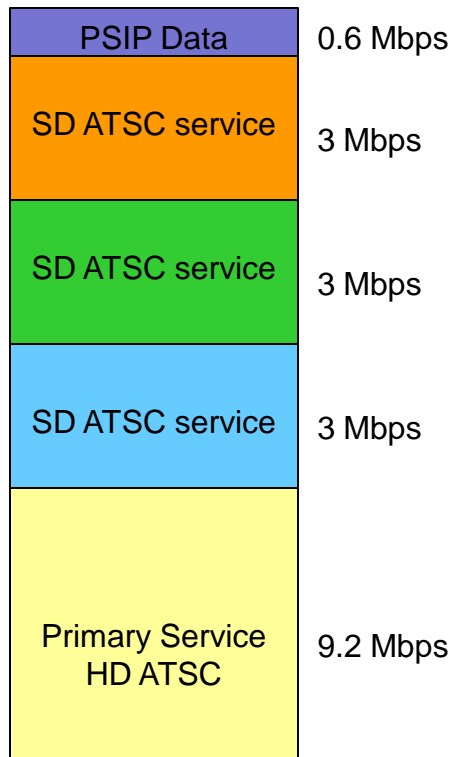 PSIP Data 0.6 Mbps
SD ATSC service 3 Mbps
SD ATSC service 3 Mbps
SD ATSC service 3 Mbps
Primary Service 9.2 Mbps
HD ATSC